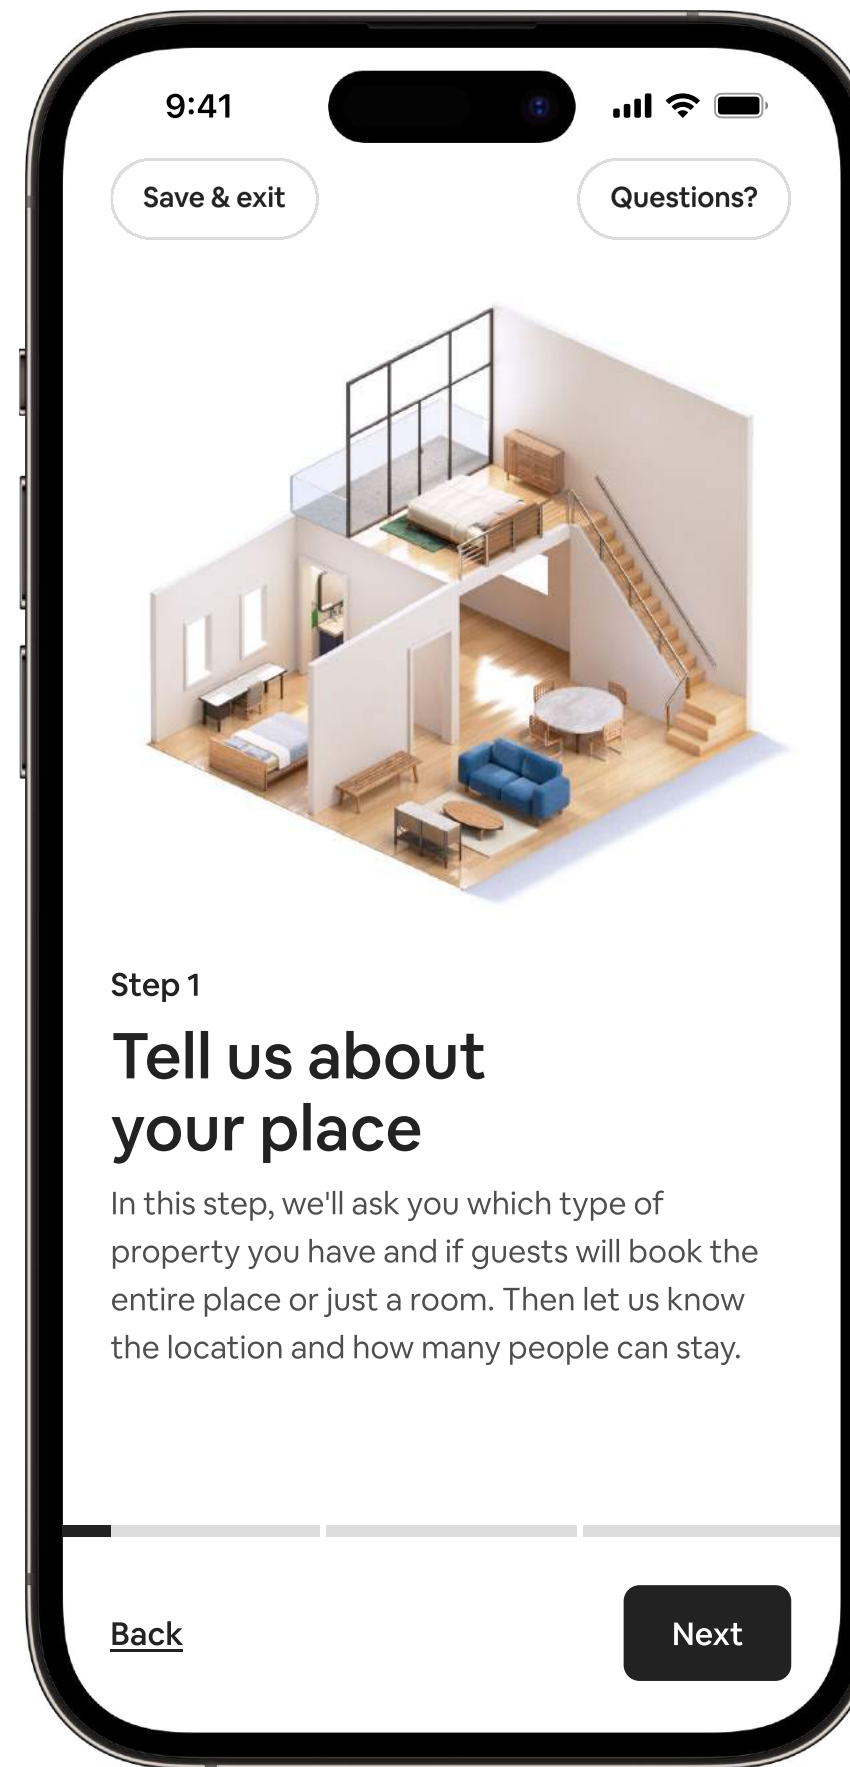 9:41
Save & exit
Questions?
Step 1
Tell us about
your place
In this step, we'll ask you which type of
property you have and if guests will book the
entire place or just a room. Then let us know
the location and how many people can stay.
Back
Next